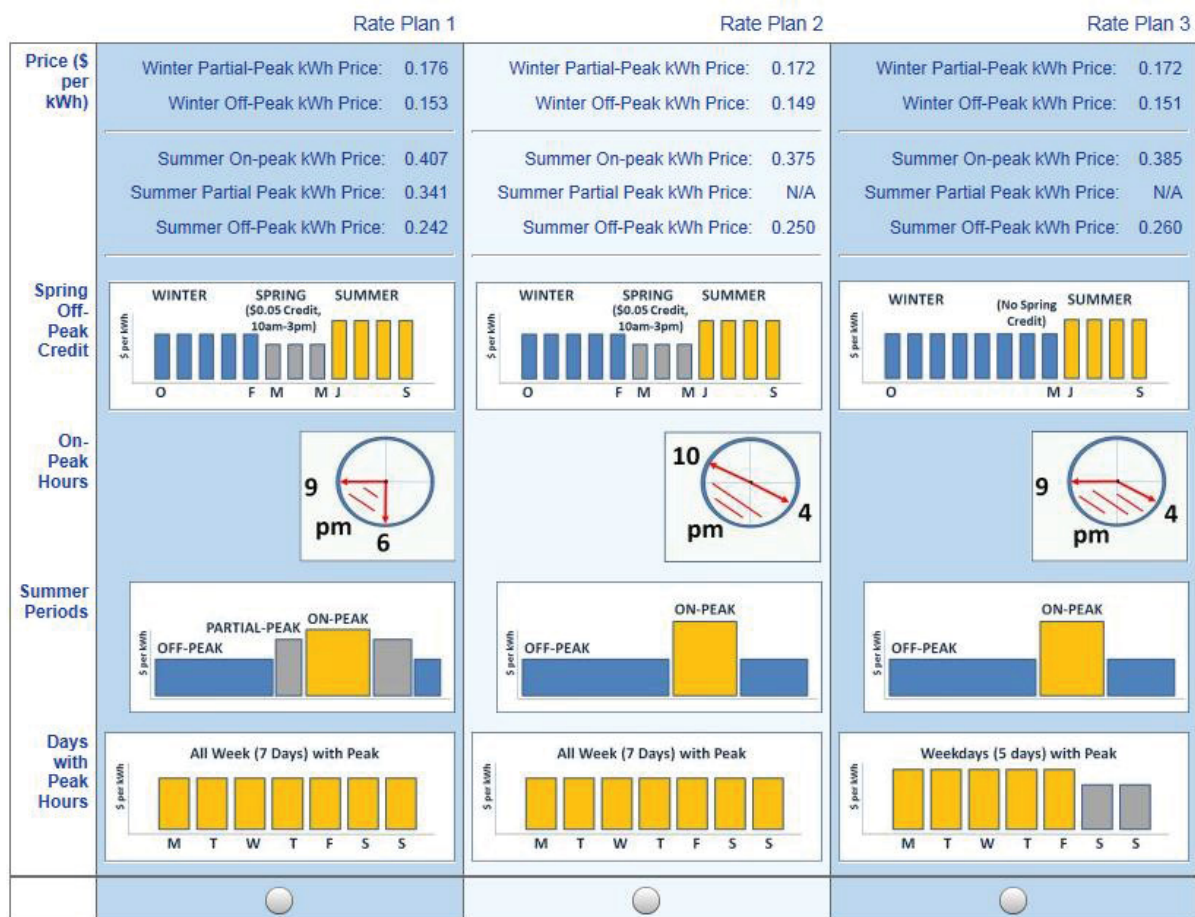 Rate Plan 1
Rate Plan 2
Rate Plan 3
Price ($
per
kWh)
Winter Partial-Peak kWh Price: 0.176
Winter Off-Peak kWh Price: 0.153
Summer On-peak kWh Price: 0.407
Summer Partial Peak kWh Price: 0.341
Summer Off-Peak kWh Price: 0.242
Winter Partial-Peak kWh Price: 0.172
Winter Off-Peak kWh Price: 0.149
Summer On-peak kWh Price: 0.375
Summer Partial Peak kWh Price: N/A
Summer Off-Peak kWh Price: 0.250
Winter Partial-Peak kWh Price: 0.172
Winter Off-Peak kWh Price: 0.151
Summer On-peak kWh Price: 0.385
Summer Partial Peak kWh Price: N/A
Summer Off-Peak kWh Price: 0.260
Spring
Off-
Peak
Credit
WINTER SPRING SUMMER
($0.05 Credit,
10am-3pm)
$ per kWh
O F M M J S
WINTER SPRING SUMMER
($0.05 Credit,
10am-3pm)
$ per kWh
O F M M J S
WINTER (No Spring SUMMER
Credit)
$ per kWh
O M J S
On-
Peak
Hours
9
pm
6
10
4
pm
9
4
pm
Summer
Periods
ON-PEAK
PARTIAL-PEAK
OFF-PEAK
$ per kWh
ON-PEAK
OFF-PEAK
$ per kWh
ON-PEAK
OFF-PEAK
$ per kWh
Days
with
Peak
Hours
All Week (7 Days) with Peak
$ per kWh
M T W T F S S
All Week (7 Days) with Peak
$ per kWh
M T W T F S S
Weekdays (5 days) with Peak
$ per kWh
M T W T F S S